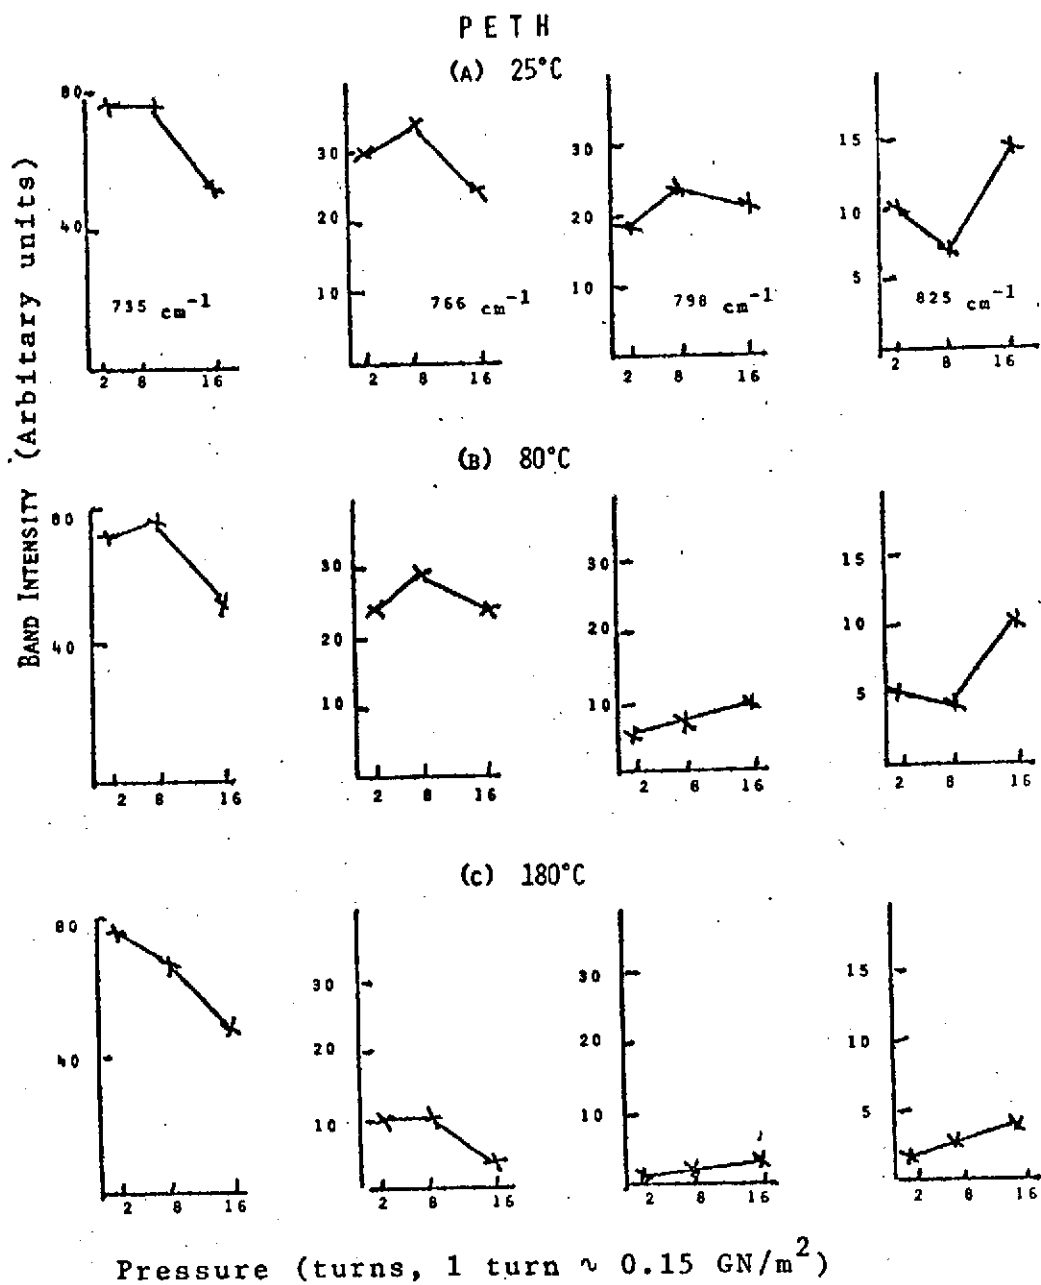 PETH
(A) 25°C
80 40 735 cm⁻¹ 2 8 16
30 20 10 766 cm⁻¹ 2 8 16
30 20 10 798 cm⁻¹ 2 8 16
15 10 5 825 cm⁻¹ 2 8 16
BAND INTENSITY (Arbitrary units)
(B) 80°C
80 40 2 8 16
30 20 10 2 8 16
30 20 10 2 8 16
15 10 5 2 8 16
(C) 180°C
80 40 2 8 16
30 20 10 2 8 16
30 20 10 2 8 16
15 10 5 2 8 16
Pressure (turns, 1 turn ~ 0.15 GN/m²)